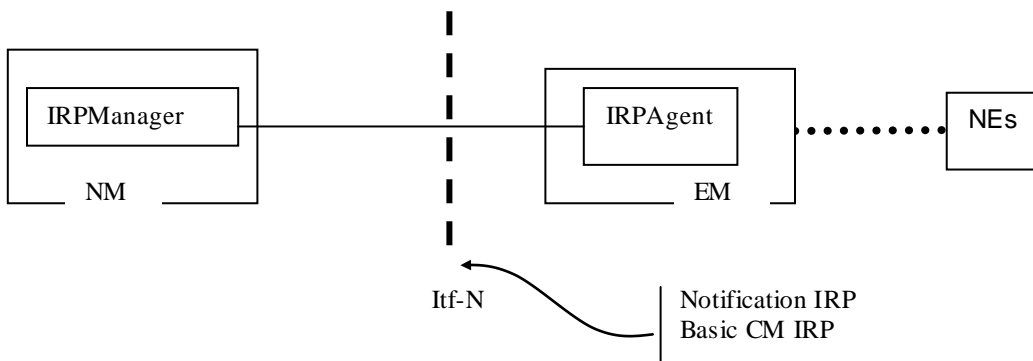 IRPManager
IRPAgent
NEs
NM
EM
Itf-N
Notification IRP
Basic CM IRP